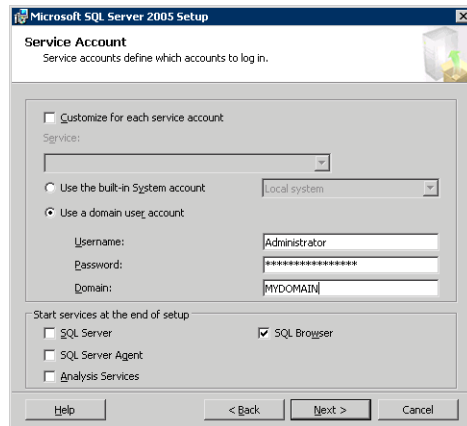 Microsoft SQL Server 2005 Setup
Service Account
Service accounts define which accounts to log in.
Customize for each service account
Service:
Use the built-in System account
Local system
Use a domain user account
Username:
Administrator
Password:
****************
Domain:
MYDOMAIN
Start services at the end of setup
SQL Server
SQL Browser
SQL Server Agent
Analysis Services
Help
< Back
Next >
Cancel